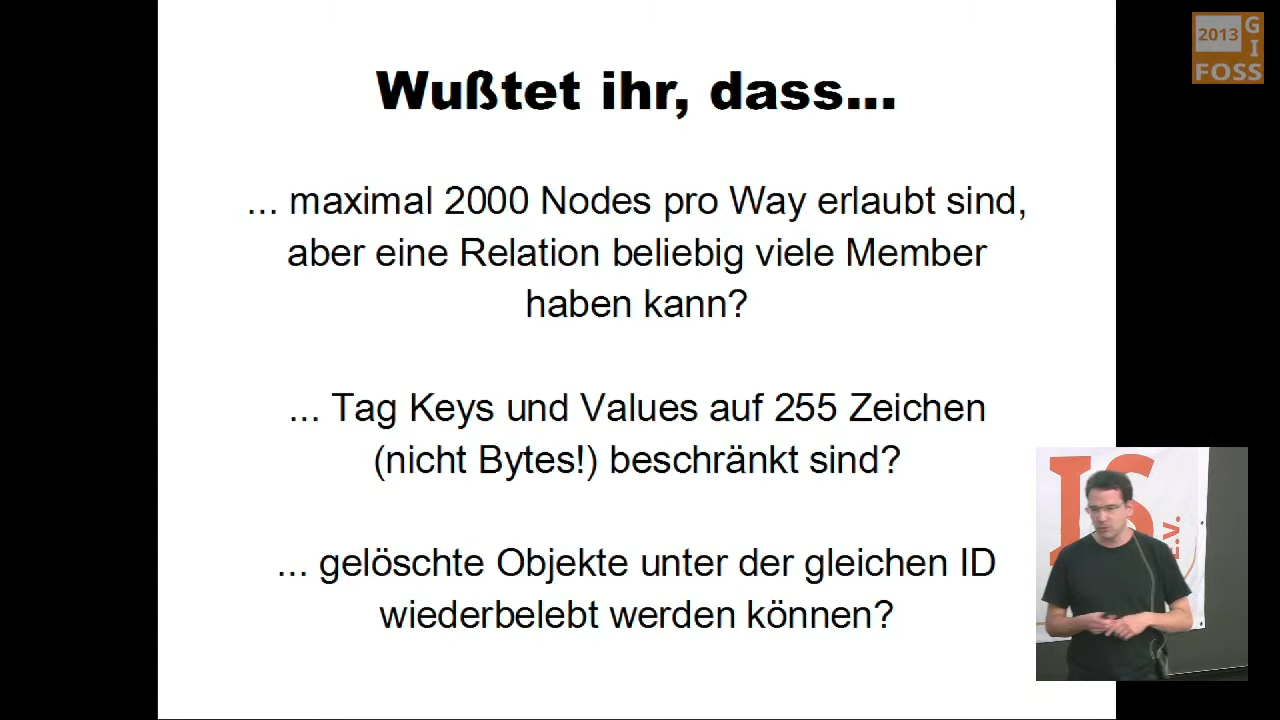 2013
G
I
FOSS
Wußtet ihr, dass...
... maximal 2000 Nodes pro Way erlaubt sind,
aber eine Relation beliebig viele Member
haben kann?
... Tag Keys und Values auf 255 Zeichen
(nicht Bytes!) beschränkt sind?
... gelöschte Objekte unter der gleichen ID
wiederbelebt werden können?
e.V.